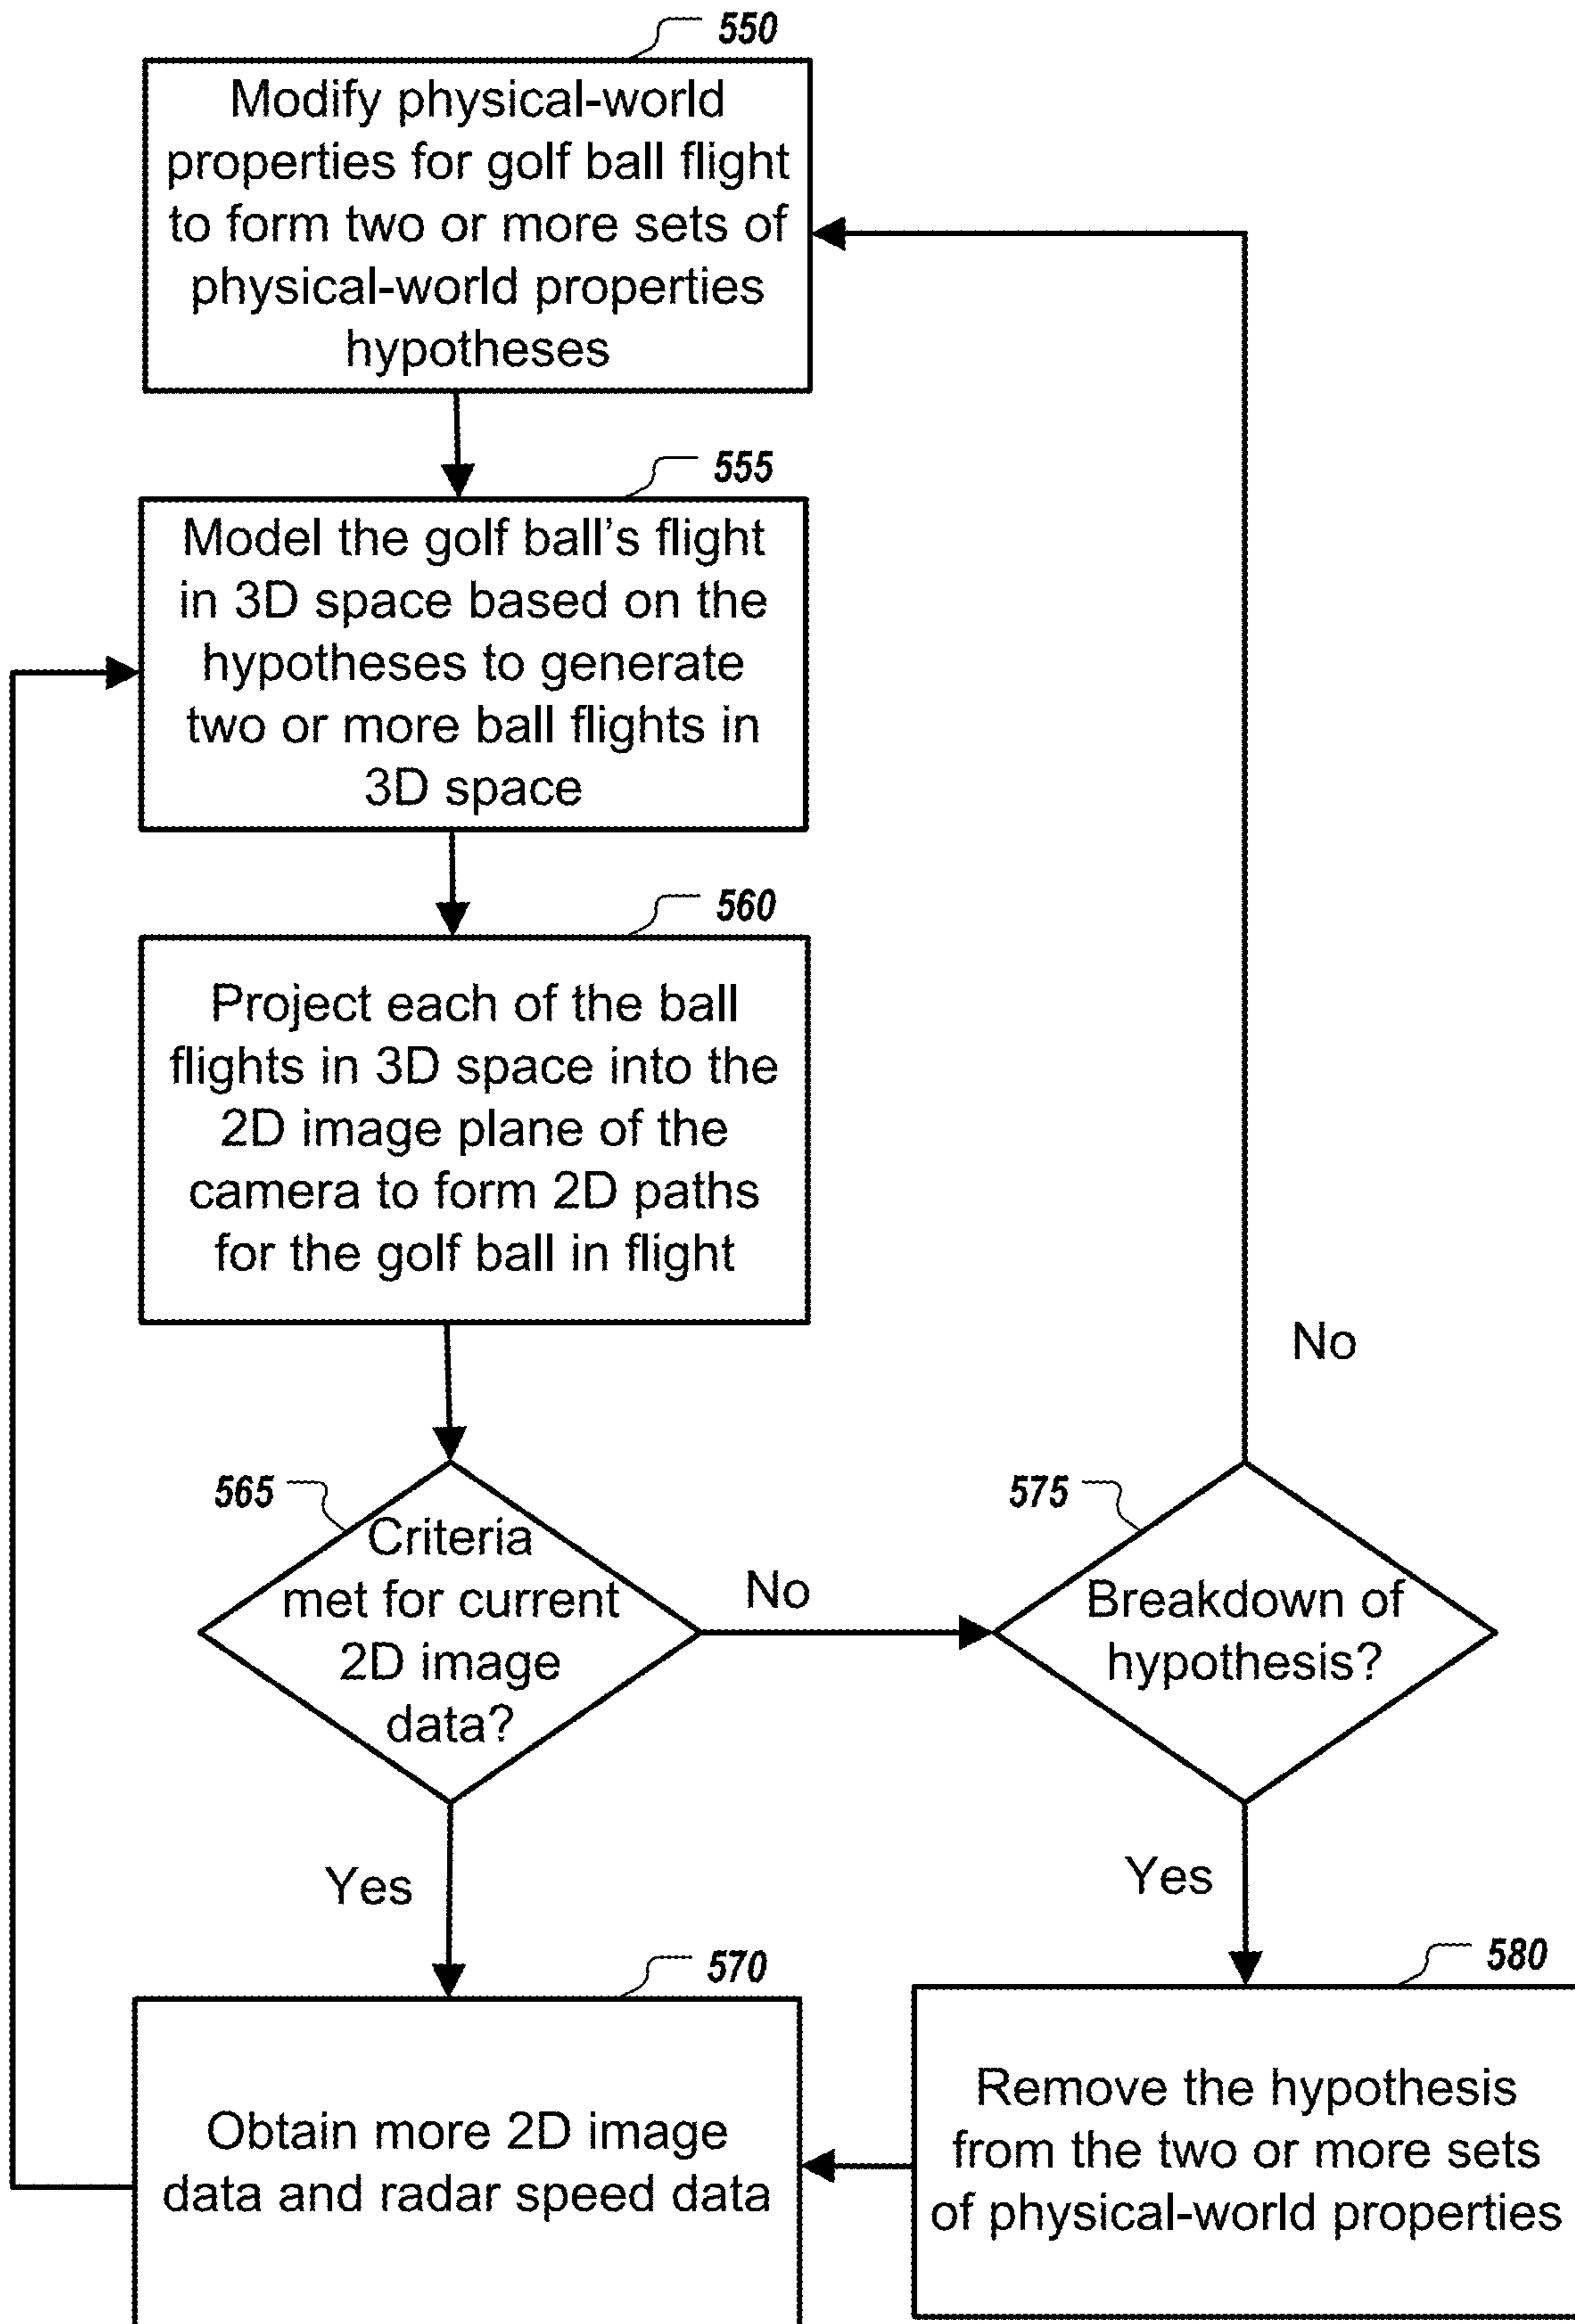 550
Modify physical-world
properties for golf ball flight
to form two or more sets of
physical-world properties
hypotheses
555
Model the golf ball's flight
in 3D space based on the
hypotheses to generate
two or more ball flights in
3D space
560
Project each of the ball
flights in 3D space into the
2D image plane of the
camera to form 2D paths
for the golf ball in flight
No
565
Criteria
met for current
2D image
data?
No
575
Breakdown of
hypothesis?
Yes
Yes
570
Obtain more 2D image
data and radar speed data
580
Remove the hypothesis
from the two or more sets
of physical-world properties